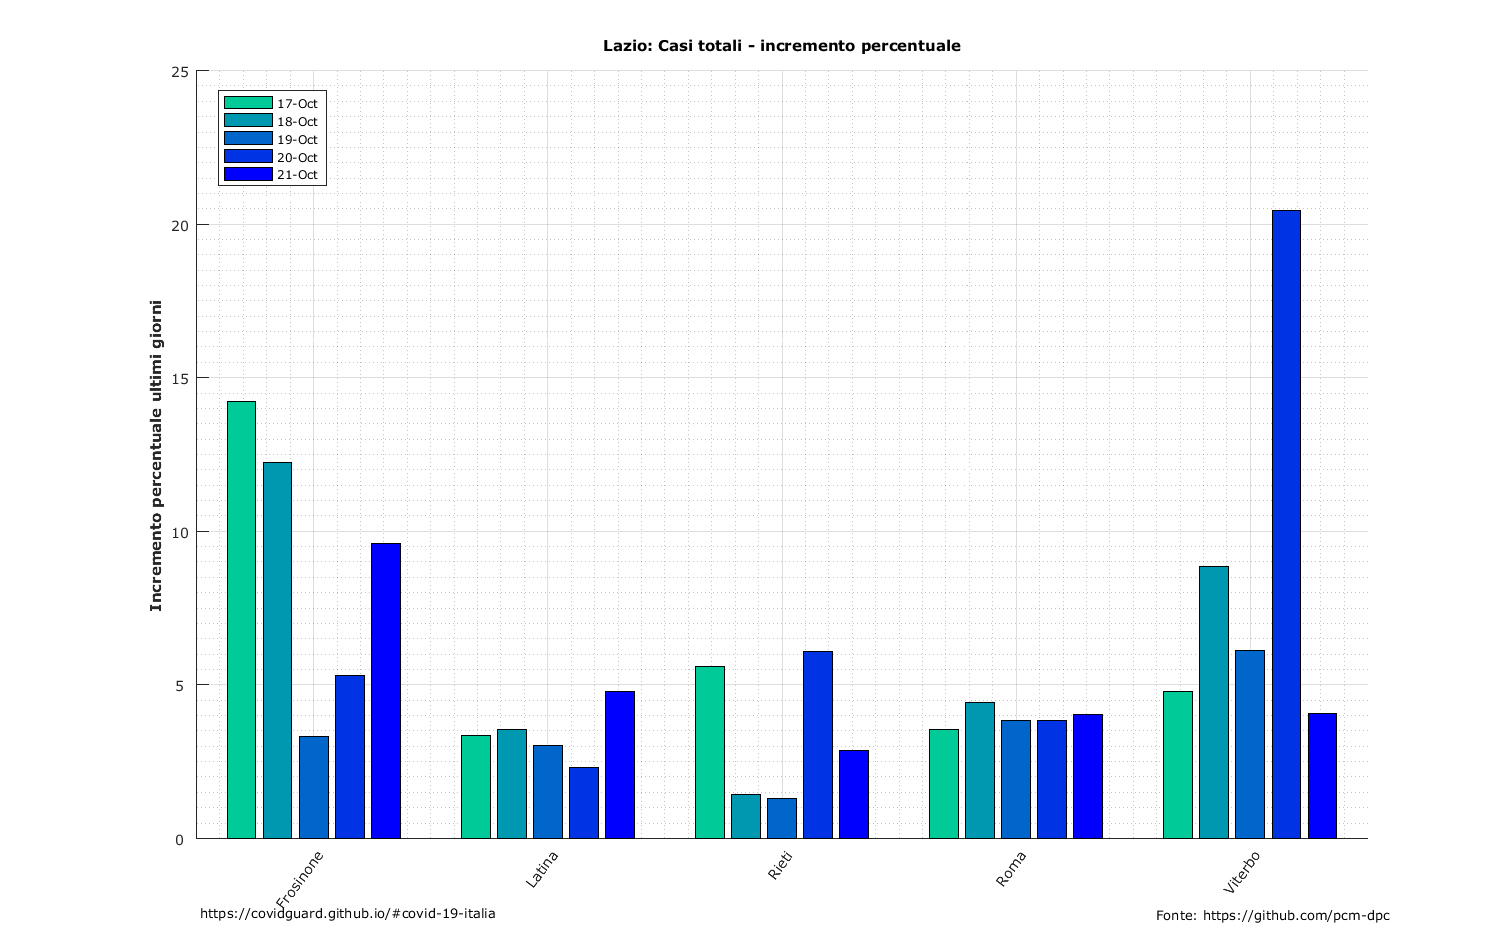 Lazio: Casi totali - incremento percentuale
25
20
15
10
5
0
Incremento percentuale ultimi giorni
17-Oct
18-Oct
19-Oct
20-Oct
21-Oct
Frosinone
Latina
Rieti
Roma
Viterbo
https://covidguard.github.io/#covid-19-italia
Fonte: https://github.com/pcm-dpc